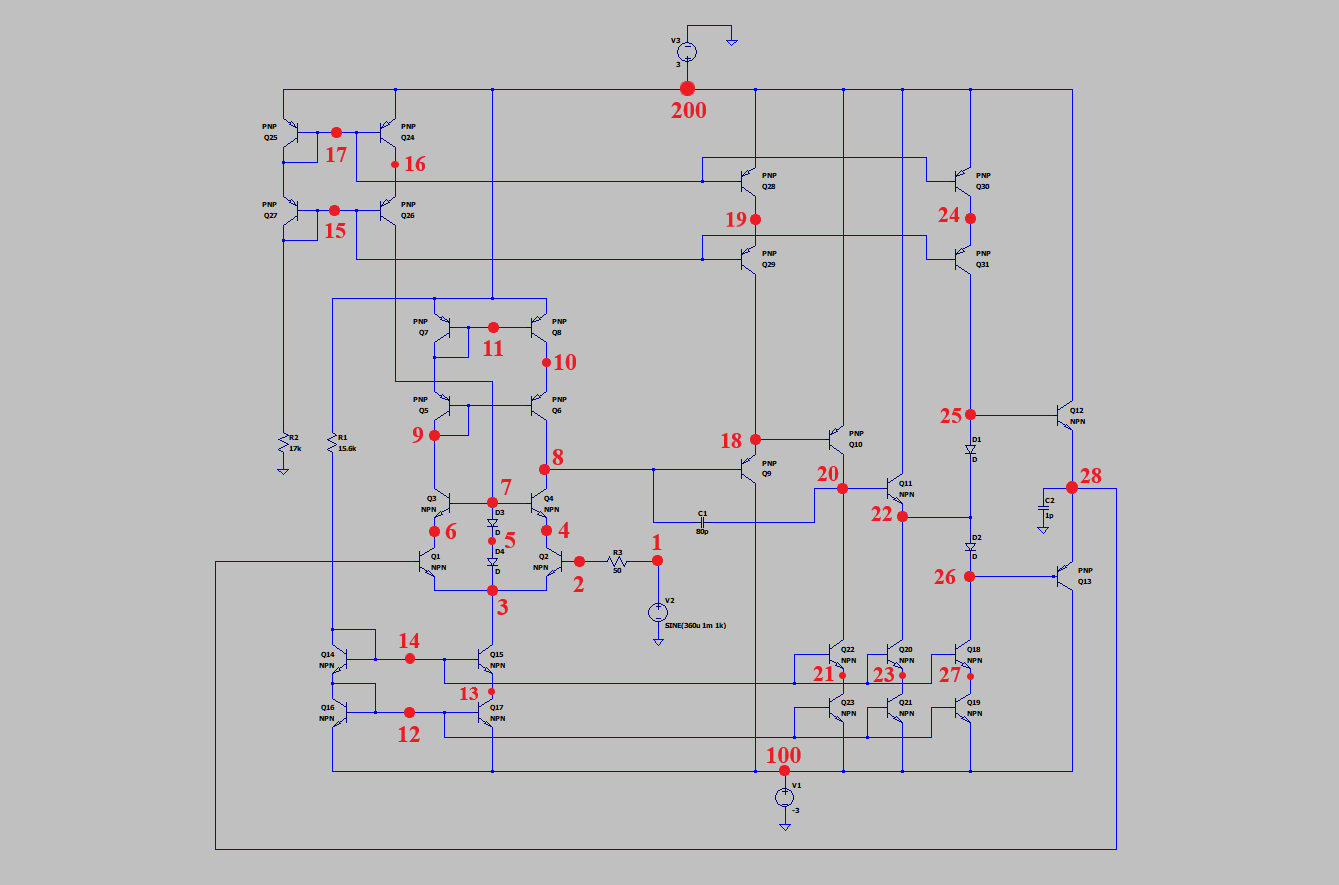 V3
3
200
PNP
Q25
PNP
Q24
17
16
PNP
Q28
PNP
Q30
PNP
Q27
PNP
Q26
15
19
24
PNP
Q29
PNP
Q31
PNP
Q7
PNP
Q8
11
10
PNP
Q5
PNP
Q6
9
25
Q12
NPN
R2
17k
R1
15.6k
18
PNP
Q10
D1
D
8
PNP
Q9
20
28
Q3
NPN
7
Q4
NPN
Q11
NPN
C2
1p
D3
D
C1
80p
22
6
4
5
1
D2
D
Q1
NPN
D4
D
Q2
NPN
R3
50
2
26
PNP
Q13
3
V2
SINE(360u 1m 1k)
14
Q14
NPN
Q15
NPN
Q22
NPN
Q20
NPN
Q18
NPN
21
23
27
13
Q16
NPN
Q17
NPN
Q23
NPN
Q21
NPN
Q19
NPN
12
100
V1
-3